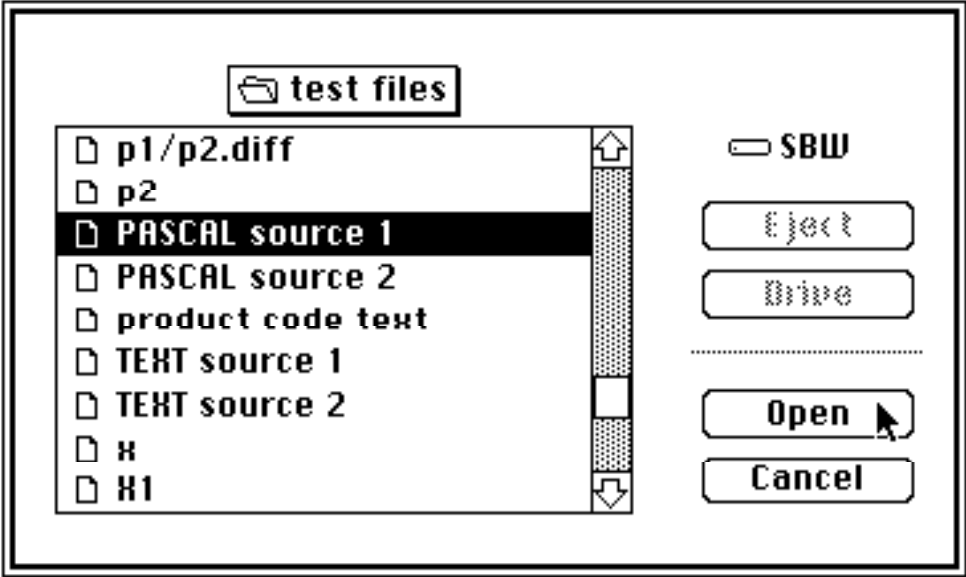 test files
p1/p2.diff
p2
PASCAL source 1
PASCAL source 2
product code text
TEXT source 1
TEXT source 2
x
X1
SBW
Eject
Drive
Open
Cancel